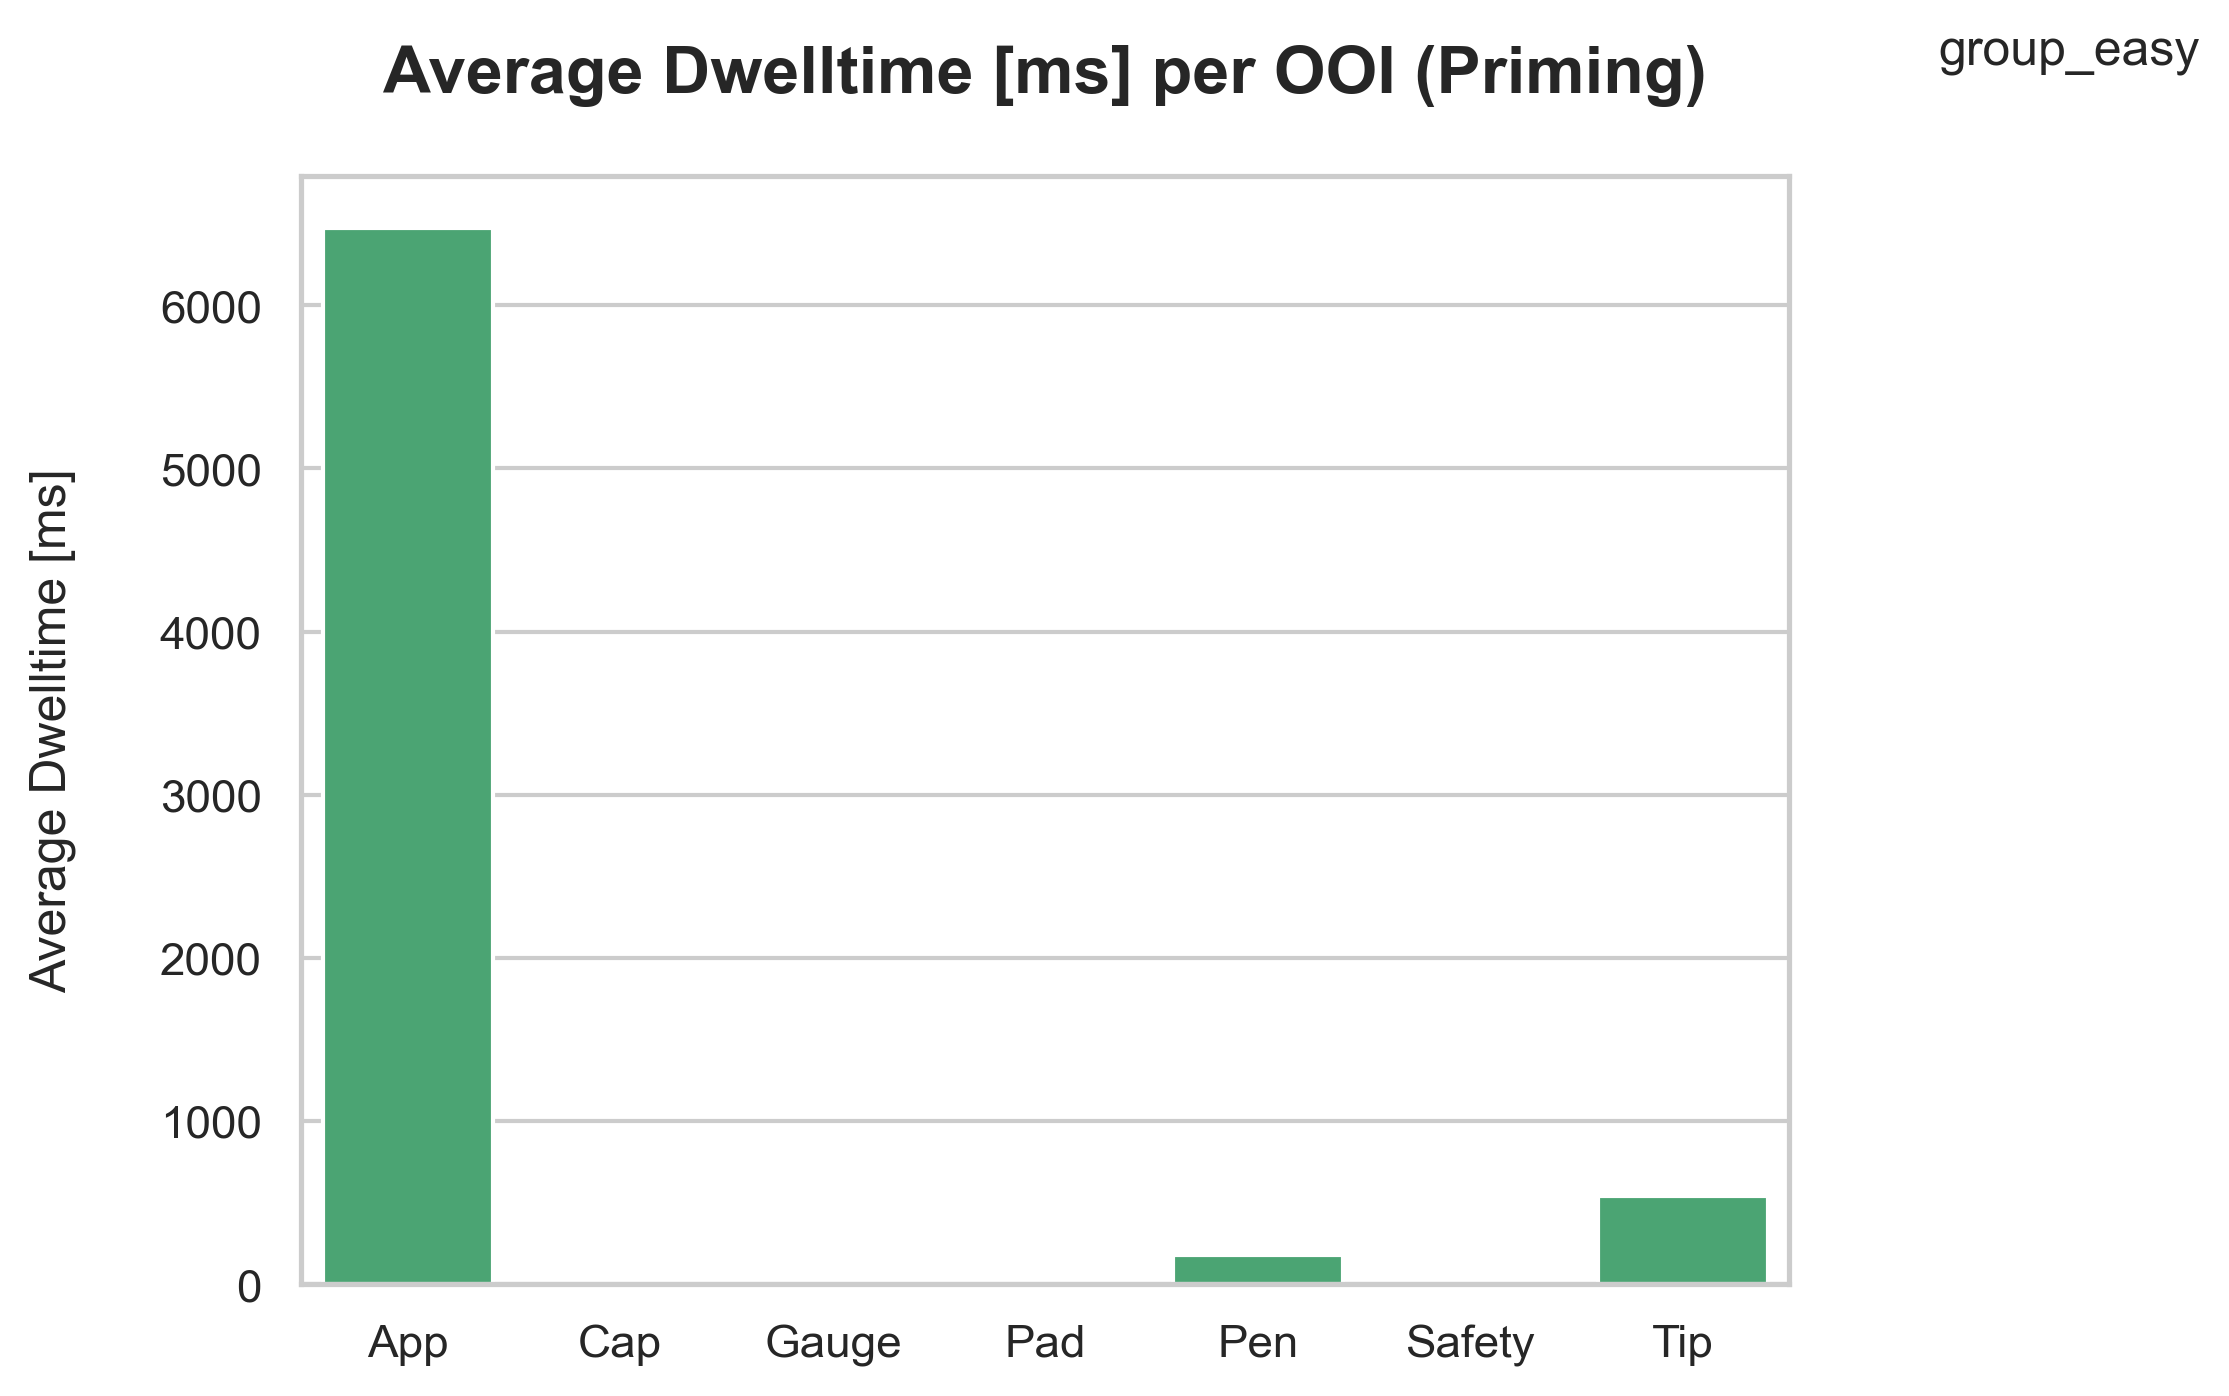 Average Dwelltime [ms] per OOI (Priming)
group_easy
Average Dwelltime [ms]
6000
5000
4000
3000
2000
1000
0
App Cap Gauge Pad Pen Safety Tip